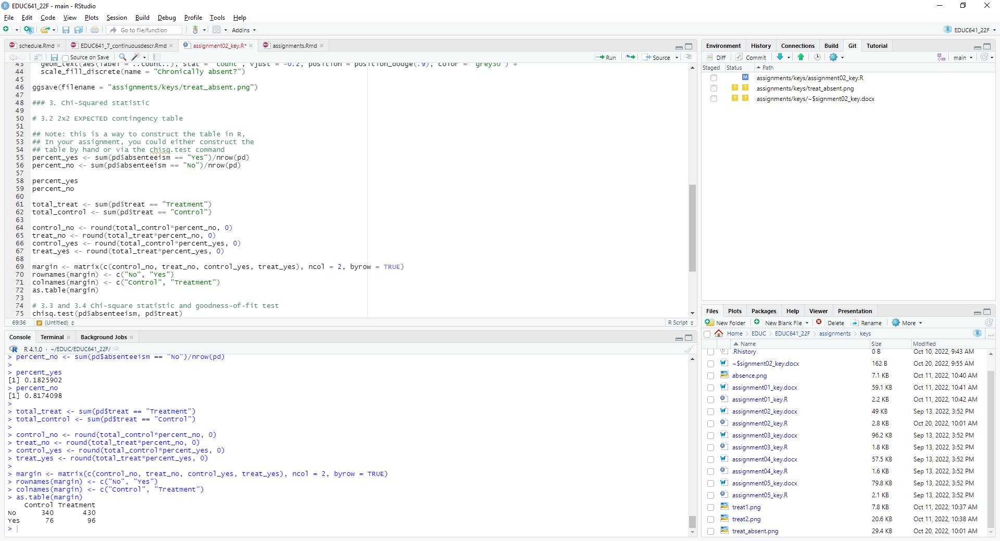 EDUC641_22F - main - RStudio
File Edit Code View Plots Session Build Debug Profile Tools Help
Go to file/function Addins EDUC641_22F
schedule.Rmd EDUC641_7_continuousdescr.Rmd assignment02_key.R* assignments.Rmd
Source on Save Run Source
43 geom_text(aes(label = ..count..), stat = "count", vjust = -0.2, position = position_dodge(.9), color = "grey30") +
44 scale_fill_discrete(name = "Chronically absent?")
45
46 ggsave(filename = "assignments/keys/treat_absent.png")
47
48 ### 3. Chi-Squared statistic
49
50 # 3.2 2x2 EXPECTED contingency table
51
52 ## Note: this is a way to construct the table in R,
53 ## In your assignment, you could either construct the
54 ## table by hand or via the chisq.test command
55 percent_yes <- sum(pd$absenteeism == "Yes")/nrow(pd)
56 percent_no <- sum(pd$absenteeism == "No")/nrow(pd)
57
58 percent_yes
59 percent_no
60
61 total_treat <- sum(pd$treat == "Treatment")
62 total_control <- sum(pd$treat == "Control")
63
64 control_no <- round(total_control*percent_no, 0)
65 treat_no <- round(total_treat*percent_no, 0)
66 control_yes <- round(total_control*percent_yes, 0)
67 treat_yes <- round(total_treat*percent_yes, 0)
68
69 margin <- matrix(c(control_no, treat_no, control_yes, treat_yes), ncol = 2, byrow = TRUE)
70 rownames(margin) <- c("No", "Yes")
71 colnames(margin) <- c("Control", "Treatment")
72 as.table(margin)
73
74 # 3.3 and 3.4 Chi-square statistic and goodness-of-fit test
75 chisq.test(pd$absenteeism, pd$treat)
69:36 # (Untitled) R Script
Console Terminal Background Jobs
R 4.1.0 · ~/EDUC/EDUC641_22F/
> percent_no <- sum(pd$absenteeism == "No")/nrow(pd)
>
> percent_yes
[1] 0.1825902
> percent_no
[1] 0.8174098
>
> total_treat <- sum(pd$treat == "Treatment")
> total_control <- sum(pd$treat == "Control")
>
> control_no <- round(total_control*percent_no, 0)
> treat_no <- round(total_treat*percent_no, 0)
> control_yes <- round(total_control*percent_yes, 0)
> treat_yes <- round(total_treat*percent_yes, 0)
>
> margin <- matrix(c(control_no, treat_no, control_yes, treat_yes), ncol = 2, byrow = TRUE)
> rownames(margin) <- c("No", "Yes")
> colnames(margin) <- c("Control", "Treatment")
> as.table(margin)
Control Treatment
No 340 430
Yes 76 96
>
Environment History Connections Build Git Tutorial
Diff Commit main
Staged Status Path
M assignments/keys/assignment02_key.R
? ? assignments/keys/treat_absent.png
? ? assignments/keys/~$signment02_key.docx
Files Plots Packages Help Viewer Presentation
New Folder New Blank File Delete Rename More
Home EDUC EDUC641_22F assignments keys ...
Name Size Modified
.Rhistory 0 B Oct 10, 2022, 9:43 AM
~$signment02_key.docx 162 B Oct 20, 2022, 9:55 AM
absence.png 7.1 KB Oct 11, 2022, 10:40 AM
assignment01_key.docx 59.1 KB Oct 11, 2022, 10:41 AM
assignment01_key.R 2.2 KB Oct 11, 2022, 10:42 AM
assignment02_key.docx 49 KB Sep 13, 2022, 3:52 PM
assignment02_key.R 2.8 KB Oct 20, 2022, 10:01 AM
assignment03_key.docx 96.2 KB Sep 13, 2022, 3:52 PM
assignment03_key.R 1.8 KB Sep 13, 2022, 3:52 PM
assignment04_key.docx 57.5 KB Sep 13, 2022, 3:52 PM
assignment04_key.R 1.6 KB Sep 13, 2022, 3:52 PM
assignment05_key.docx 79.8 KB Sep 13, 2022, 3:52 PM
assignment05_key.R 2.1 KB Sep 13, 2022, 3:52 PM
treat1.png 7.8 KB Oct 11, 2022, 10:37 AM
treat2.png 20.6 KB Oct 11, 2022, 10:38 AM
treat_absent.png 29.4 KB Oct 20, 2022, 10:01 AM